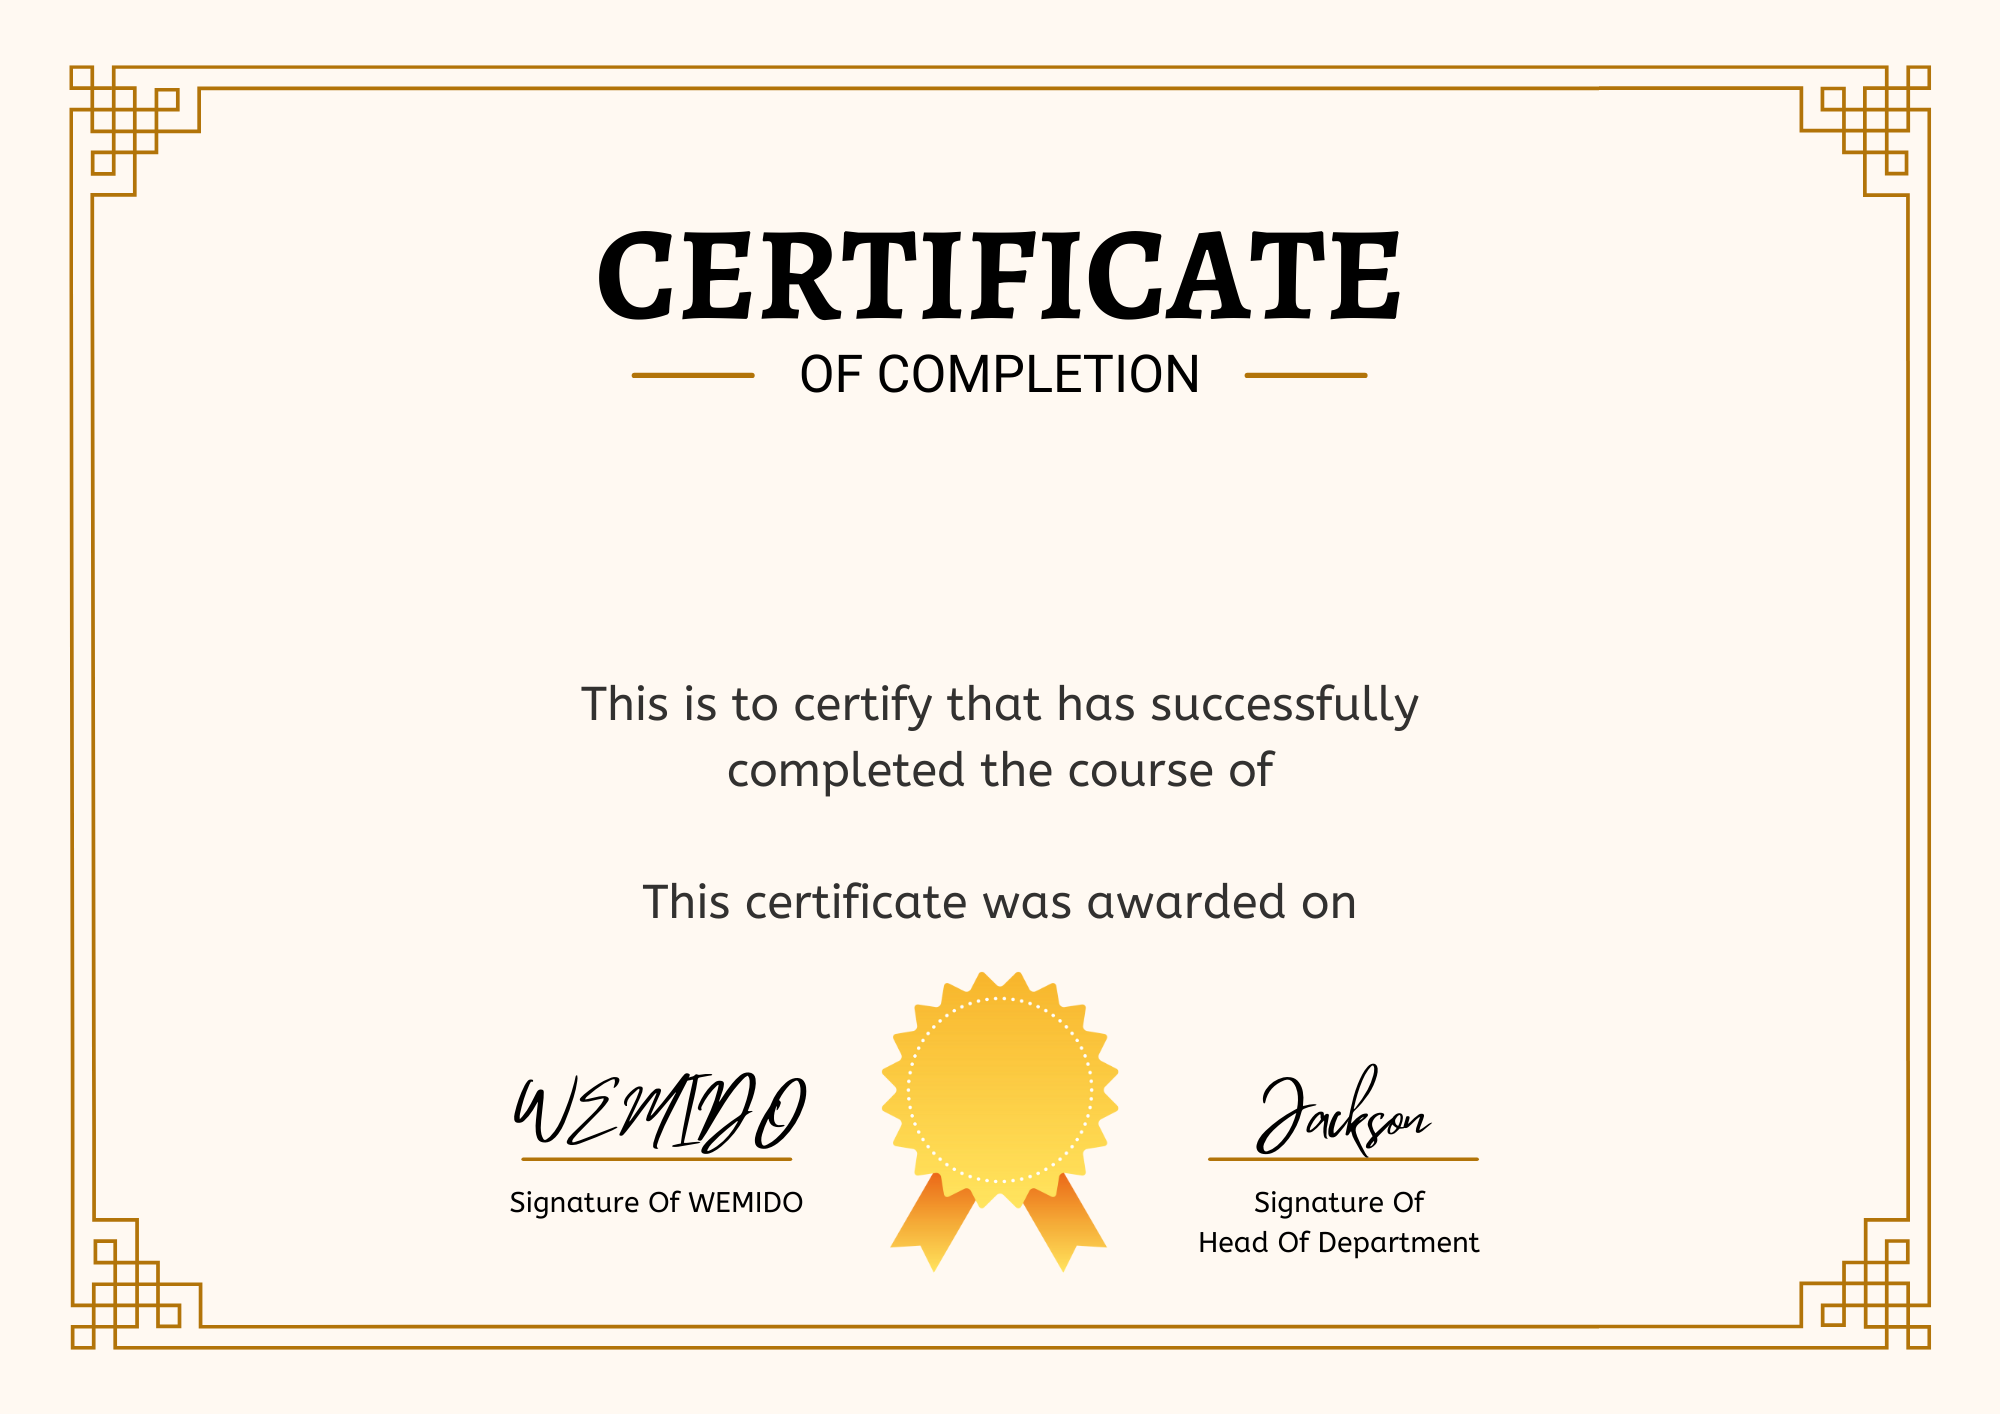 CERTIFICATE
OF COMPLETION
This is to certify that has successfully
completed the course of
This certificate was awarded on
WEMIDO
Jackson
Signature Of WEMIDO
Signature Of
Head Of Department